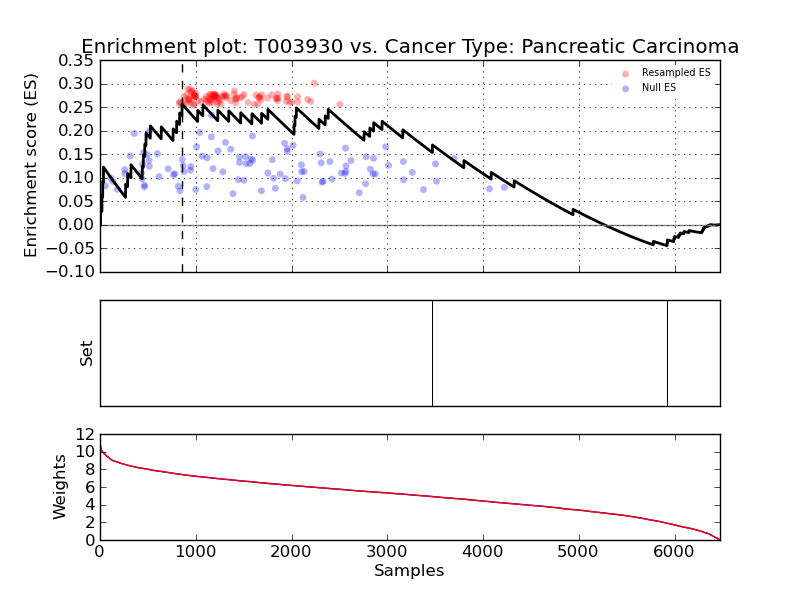 Enrichment plot: T003930 vs. Cancer Type: Pancreatic Carcinoma
Enrichment score (ES)
0.35
0.30
0.25
0.20
0.15
0.10
0.05
0.00
−0.05
−0.10
Resampled ES
Null ES
Set
Weights
12
10
8
6
4
2
0
0 1000 2000 3000 4000 5000 6000
Samples